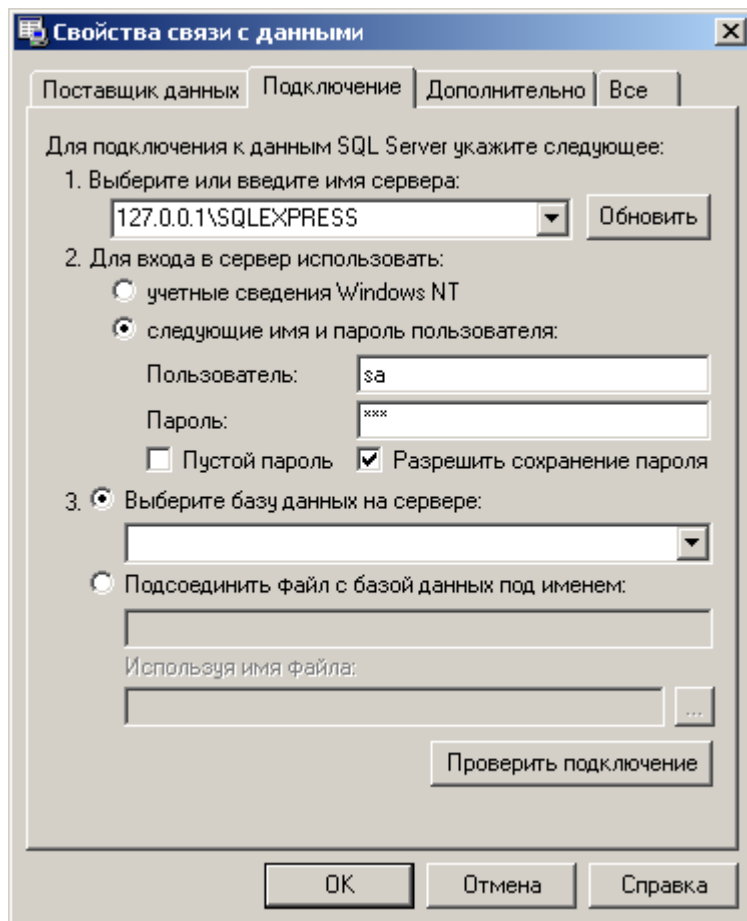 Свойства связи с данными
Поставщик данных Подключение Дополнительно Все
Для подключения к данным SQL Server укажите следующее:
1. Выберите или введите имя сервера:
127.0.0.1\SQLEXPRESS Обновить
2. Для входа в сервер использовать:
учетные сведения Windows NT
следующие имя и пароль пользователя:
Пользователь: sa
Пароль: ***
Пустой пароль Разрешить сохранение пароля
3. Выберите базу данных на сервере:
Подсоединить файл с базой данных под именем:
Используя имя файла:
...
Проверить подключение
OK Отмена Справка